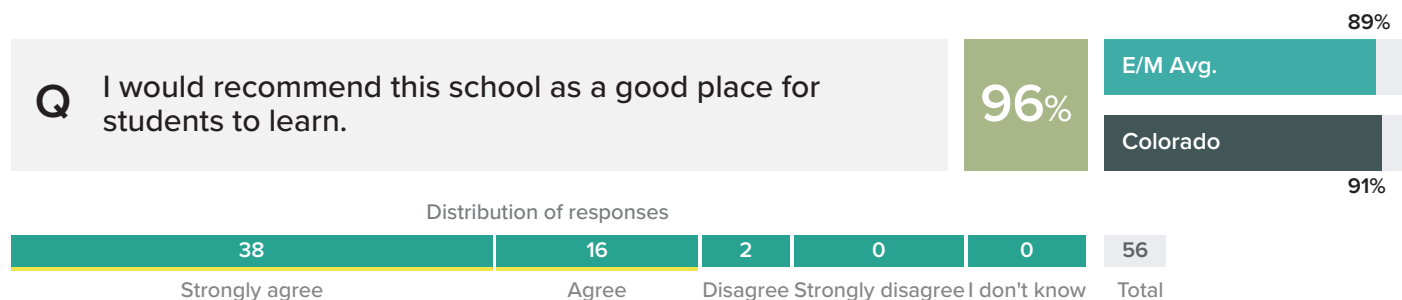 89%
Q
I would recommend this school as a good place for
students to learn.
96%
E/M Avg.
Colorado
91%
Distribution of responses
38 16 2 0 0 56
Strongly agree Agree Disagree Strongly disagree I don't know Total